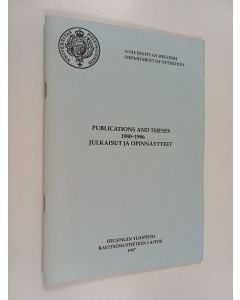 UNIVERSITY OF HELSINKI
DEPARTMENT OF NUTRITION
PUBLICATIONS AND THESES
1980-1986
JULKAISUT JA OPINNÄYTTEET
HELSINGIN YLIOPISTO
RAVITSEMUSTIETEEN LAITOS
1987